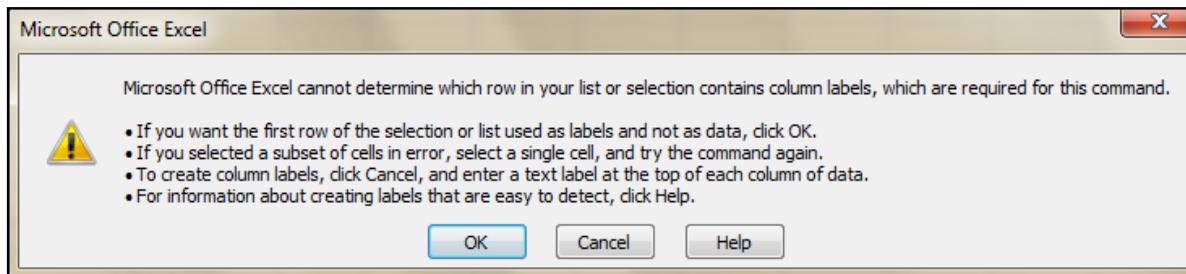 Microsoft Office Excel
Microsoft Office Excel cannot determine which row in your list or selection contains column labels, which are required for this command.
• If you want the first row of the selection or list used as labels and not as data, click OK.
• If you selected a subset of cells in error, select a single cell, and try the command again.
• To create column labels, click Cancel, and enter a text label at the top of each column of data.
• For information about creating labels that are easy to detect, click Help.
OK Cancel Help